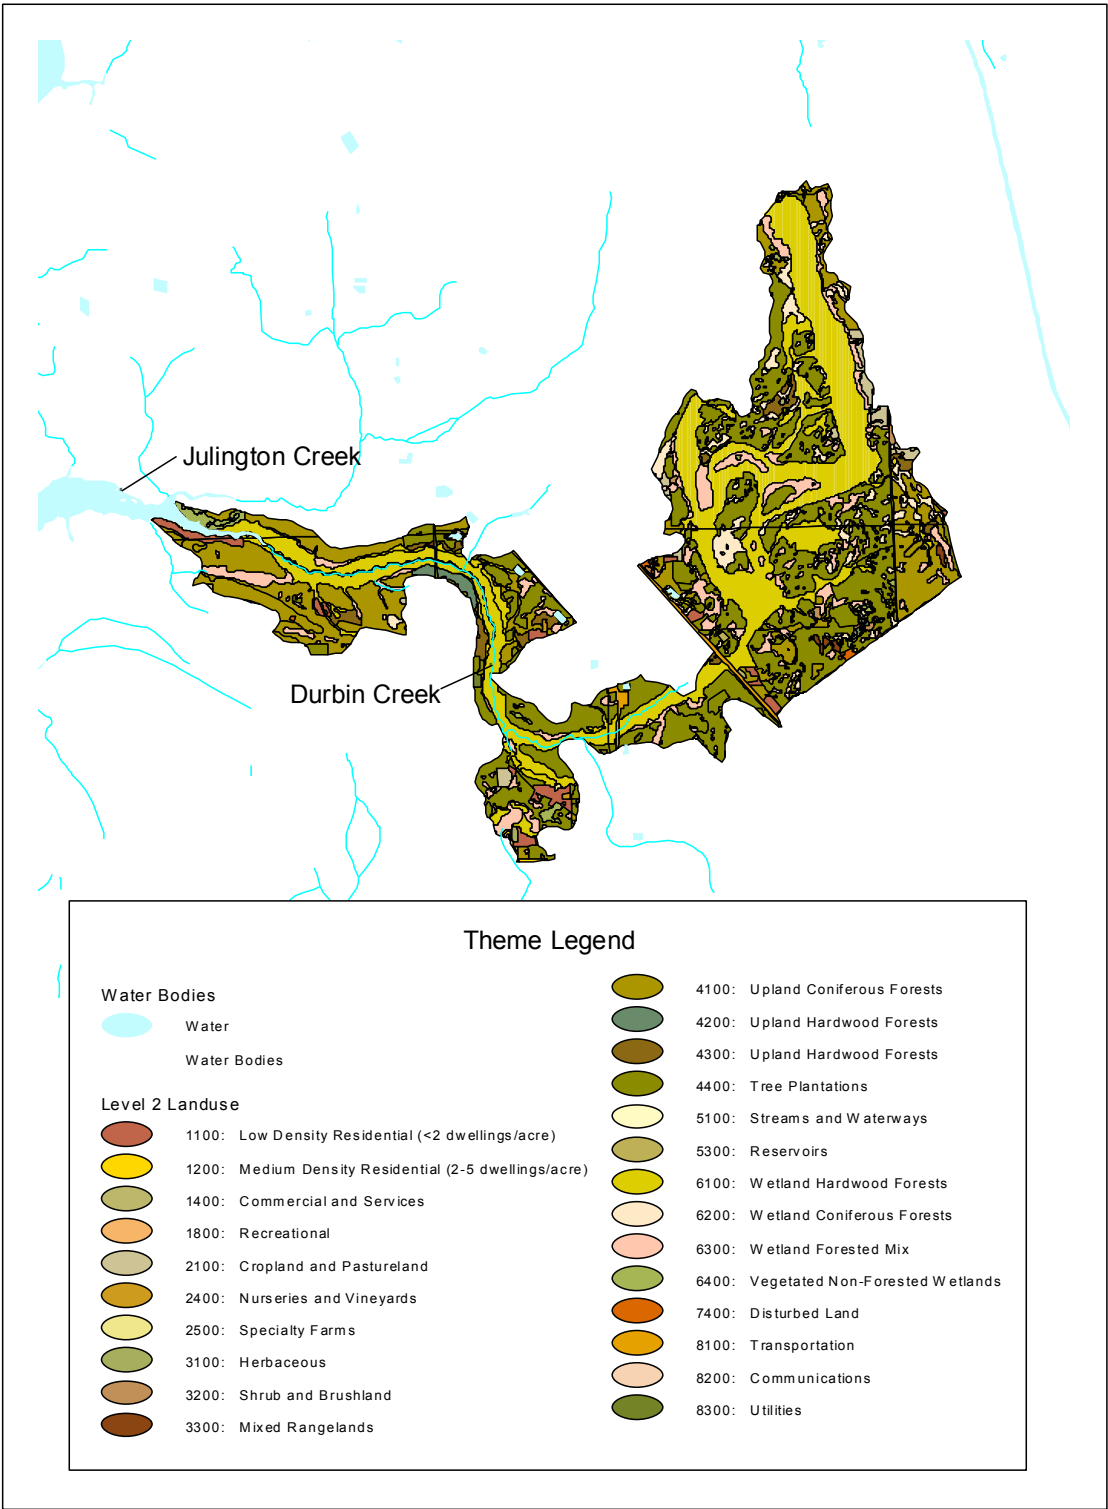 Julington Creek
Durbin Creek
Theme Legend
Water Bodies
Water
Water Bodies
Level 2 Landuse
1100: Low Density Residential (<2 dwellings/acre)
1200: Medium Density Residential (2-5 dwellings/acre)
1400: Commercial and Services
1800: Recreational
2100: Cropland and Pastureland
2400: Nurseries and Vineyards
2500: Specialty Farms
3100: Herbaceous
3200: Shrub and Brushland
3300: Mixed Rangelands
4100: Upland Coniferous Forests
4200: Upland Hardwood Forests
4300: Upland Hardwood Forests
4400: Tree Plantations
5100: Streams and Waterways
5300: Reservoirs
6100: Wetland Hardwood Forests
6200: Wetland Coniferous Forests
6300: Wetland Forested Mix
6400: Vegetated Non-Forested Wetlands
7400: Disturbed Land
8100: Transportation
8200: Communications
8300: Utilities